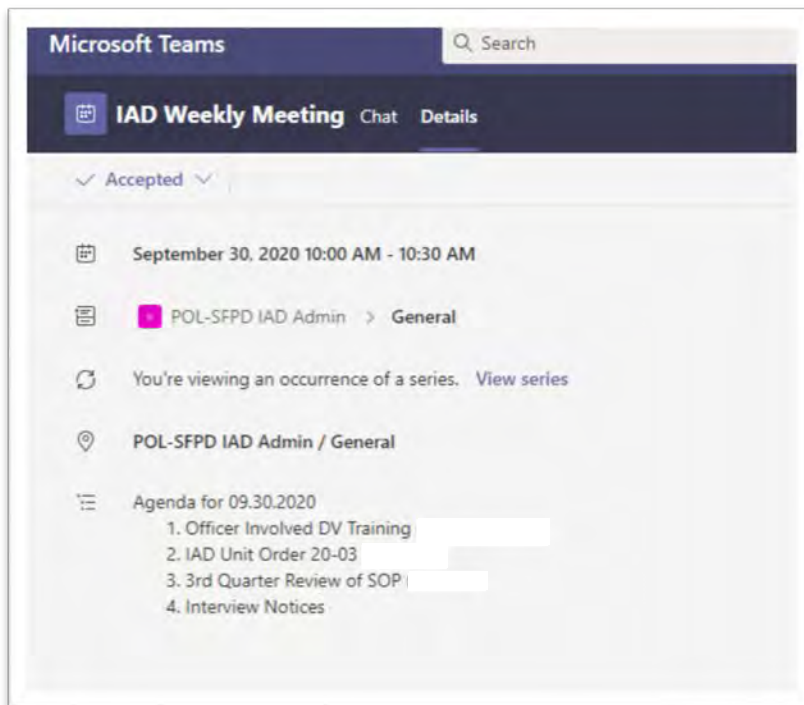 Microsoft Teams
Search
IAD Weekly Meeting Chat Details
Accepted
September 30, 2020 10:00 AM - 10:30 AM
POL-SFPD IAD Admin > General
You're viewing an occurrence of a series. View series
POL-SFPD IAD Admin / General
Agenda for 09.30.2020
1. Officer Involved DV Training
2. IAD Unit Order 20-03
3. 3rd Quarter Review of SOP
4. Interview Notices